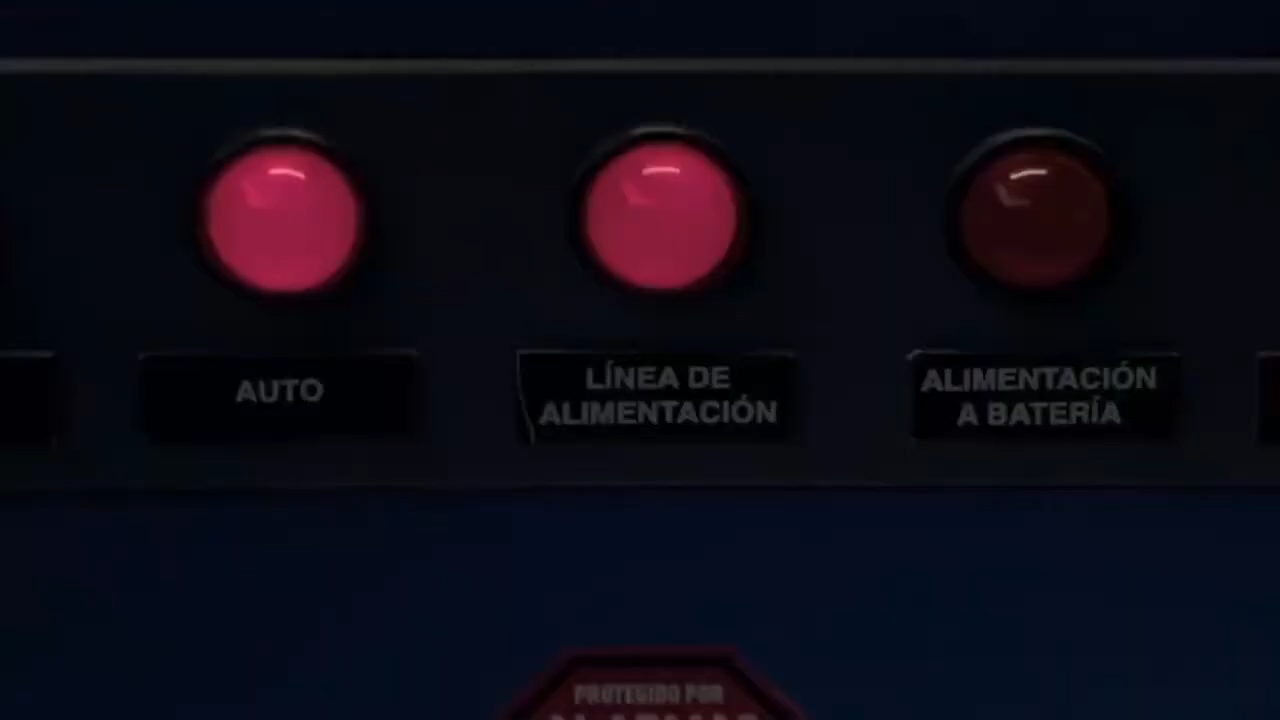 AUTO
LÍNEA DE
ALIMENTACIÓN
ALIMENTACIÓN
A BATERÍA
PROTEGIDO POR